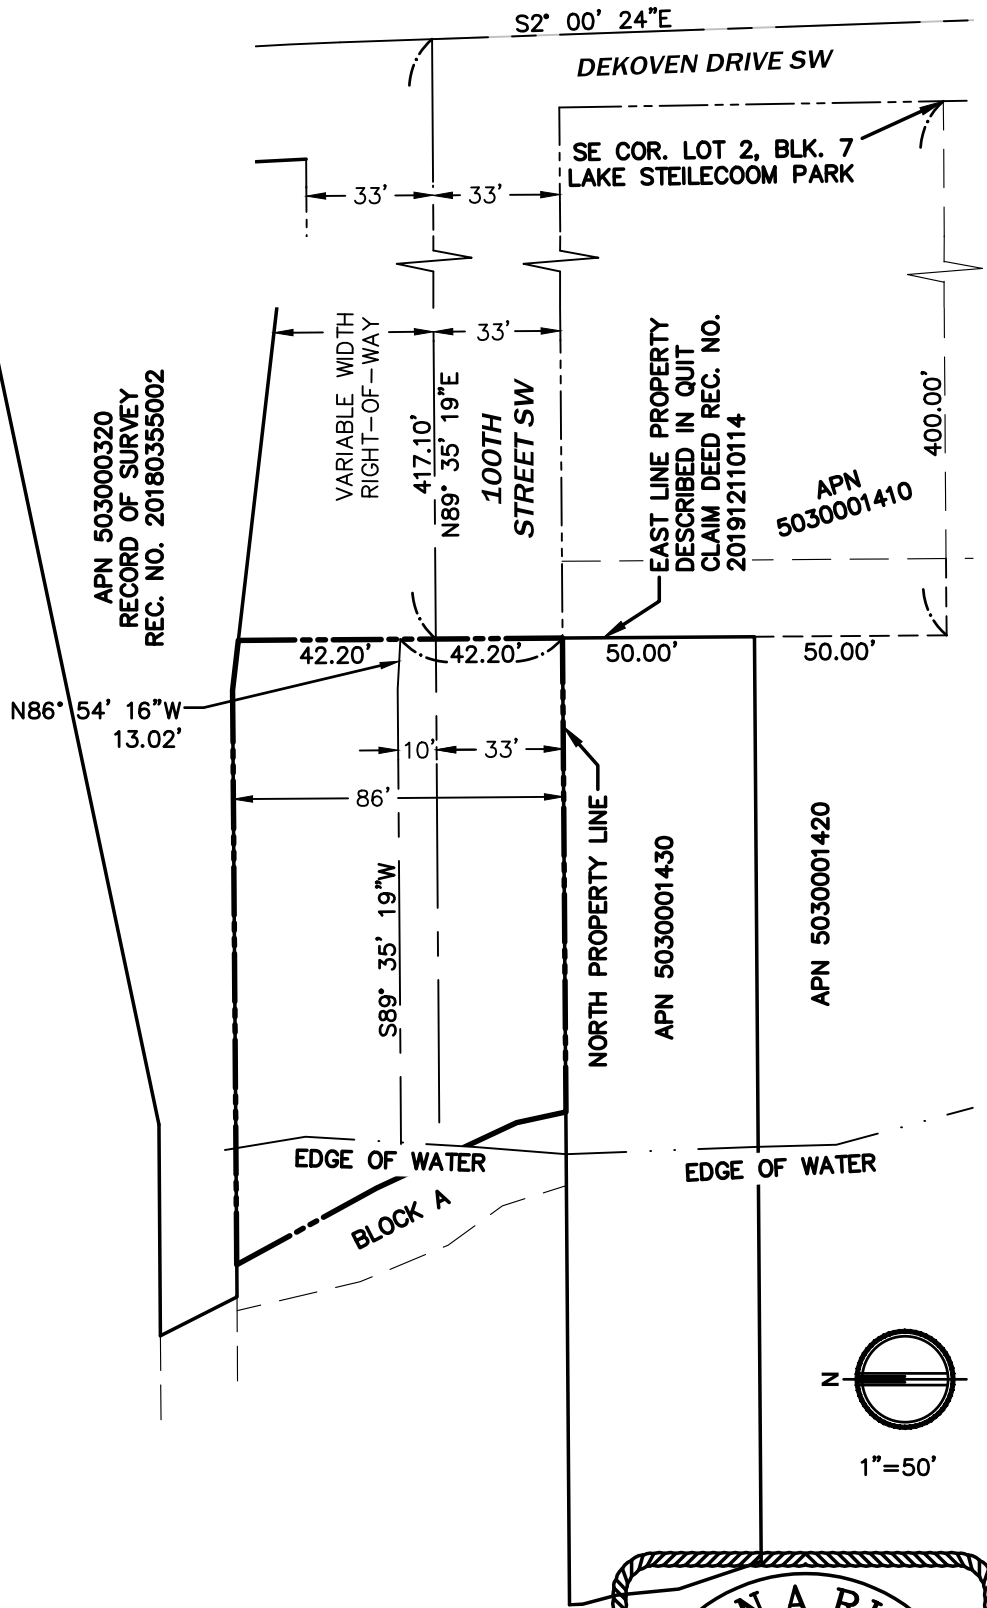 S2° 00' 24"E
DEKOVEN DRIVE SW
SE COR. LOT 2, BLK. 7
LAKE STEILECOOM PARK
33'
33'
VARIABLE WIDTH
RIGHT-OF-WAY
33'
417.10'
N89° 35' 19"E
100TH
STREET SW
EAST LINE PROPERTY
DESCRIBED IN QUIT
CLAIM DEED REC. NO.
201912110114
400.00'
APN
5030001410
APN 503000320
RECORD OF SURVEY
REC. NO. 20180355002
42.20'
42.20'
50.00'
50.00'
N86° 54' 16"W
13.02'
10'
33'
86'
S89° 35' 19"W
NORTH PROPERTY LINE
APN 5030001430
APN 5030001420
EDGE OF WATER
EDGE OF WATER
BLOCK A
N
1"=50'